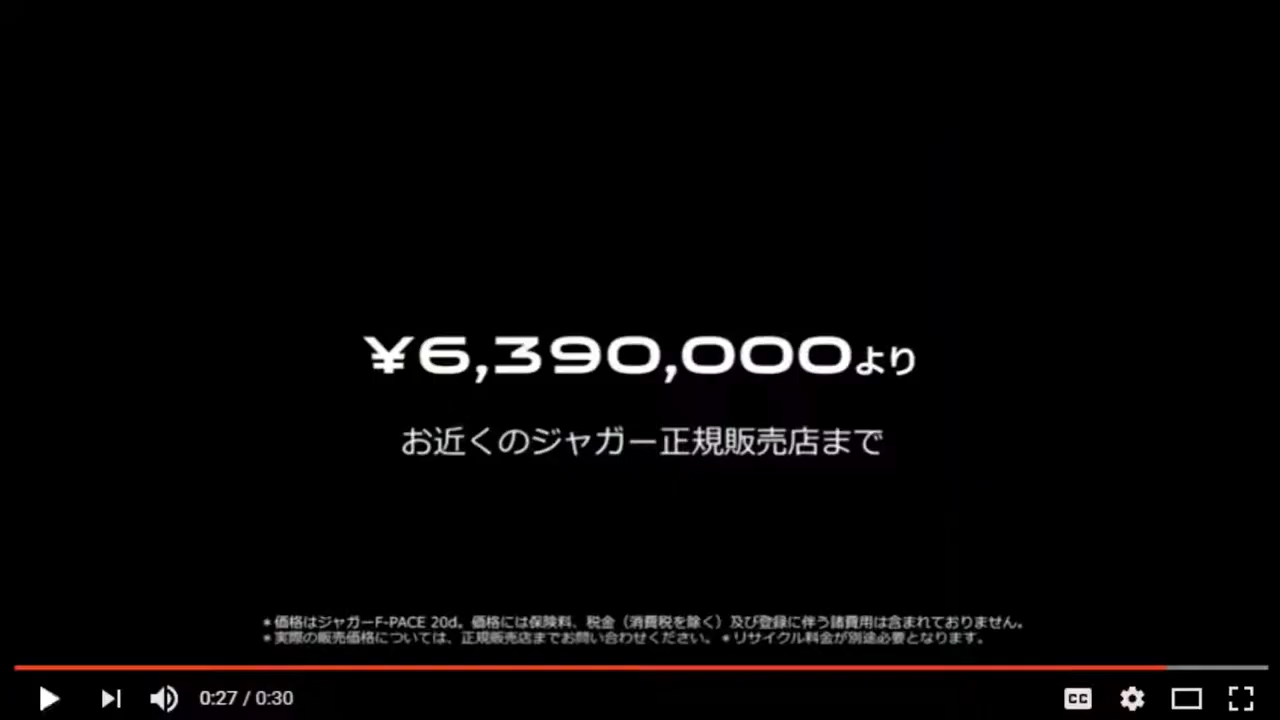 ¥6,390,000より
お近くのジャガー正規販売店まで
＊価格はジャガーF-PACE 20d。価格には保険料、税金（消費税を除く）及び登録に伴う諸費用は含まれておりません。
＊実際の販売価格については、正規販売店までお問い合わせください。＊リサイクル料金が別途必要となります。
0:27 / 0:30
CC